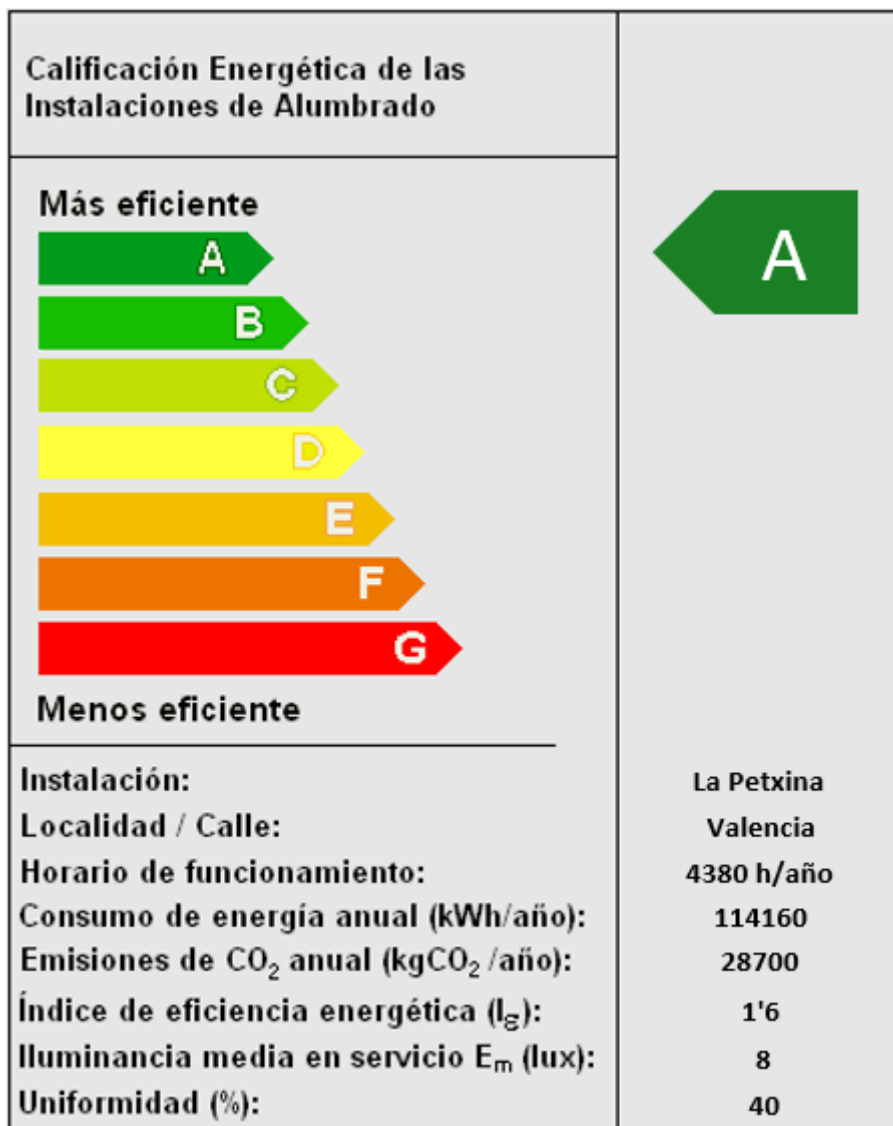 Calificación Energética de las
Instalaciones de Alumbrado
Más eficiente
A
A
B
C
D
E
F
G
Menos eficiente
Instalación: La Petxina
Localidad / Calle: Valencia
Horario de funcionamiento: 4380 h/año
Consumo de energía anual (kWh/año): 114160
Emisiones de CO₂ anual (kgCO₂ /año): 28700
Índice de eficiencia energética (Iε): 1'6
Iluminancia media en servicio Eₘ (lux): 8
Uniformidad (%): 40